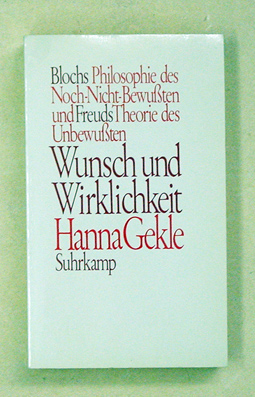 Blochs Philosophie des
Noch-Nicht-Bewußten
und Freuds Theorie des
Unbewußten
Wunsch und
Wirklichkeit
Hanna Gekle
Suhrkamp